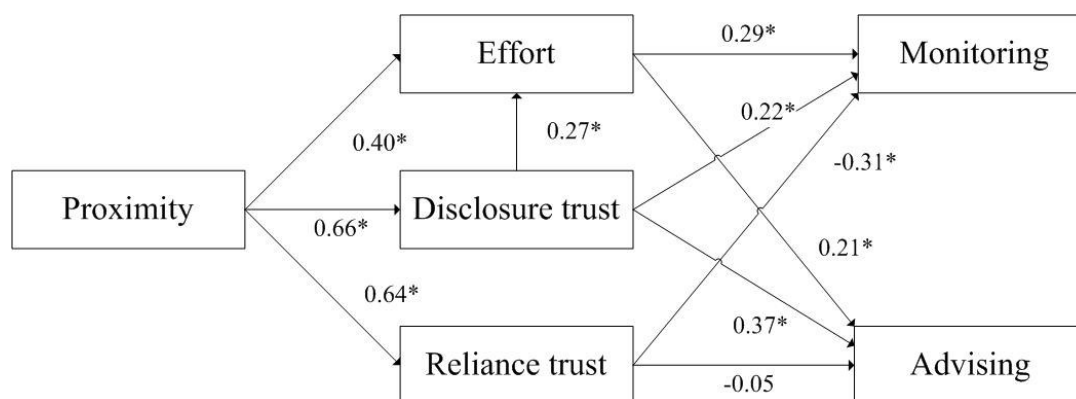 Effort
0.29*
Monitoring
0.22*
0.40*
0.27*
-0.31*
Proximity
0.66*
Disclosure trust
0.21*
0.64*
0.37*
Reliance trust
-0.05
Advising